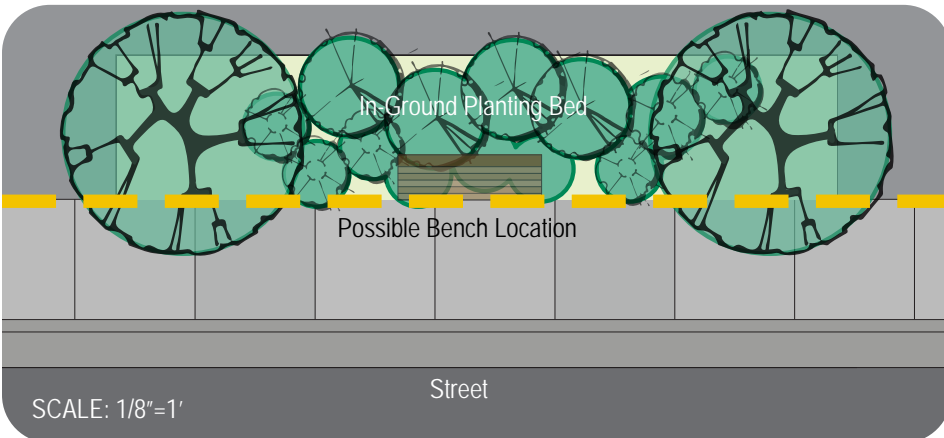 In-Ground Planting Bed
Possible Bench Location
Street
SCALE: 1/8"=1'